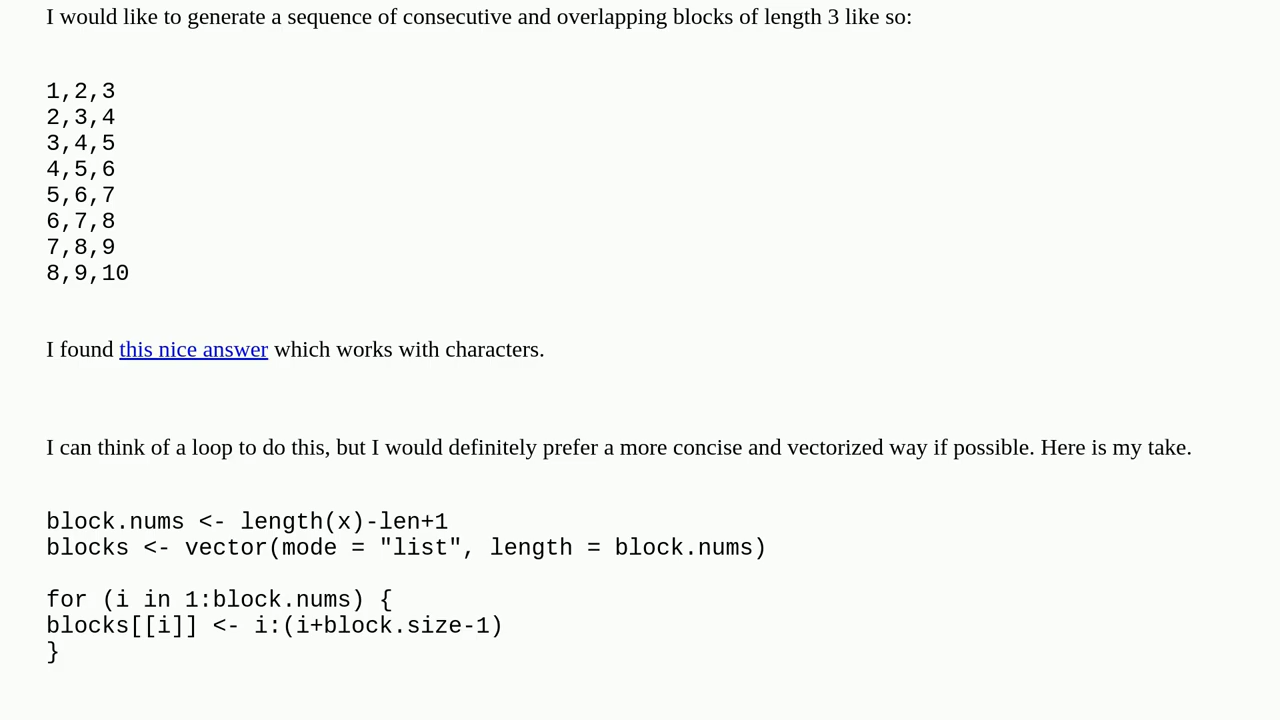 I would like to generate a sequence of consecutive and overlapping blocks of length 3 like so:
1,2,3
2,3,4
3,4,5
4,5,6
5,6,7
6,7,8
7,8,9
8,9,10
I found this nice answer which works with characters.
I can think of a loop to do this, but I would definitely prefer a more concise and vectorized way if possible. Here is my take.
block.nums <- length(x)-len+1
blocks <- vector(mode = "list", length = block.nums)
for (i in 1:block.nums) {
blocks[[i]] <- i:(i+block.size-1)
}